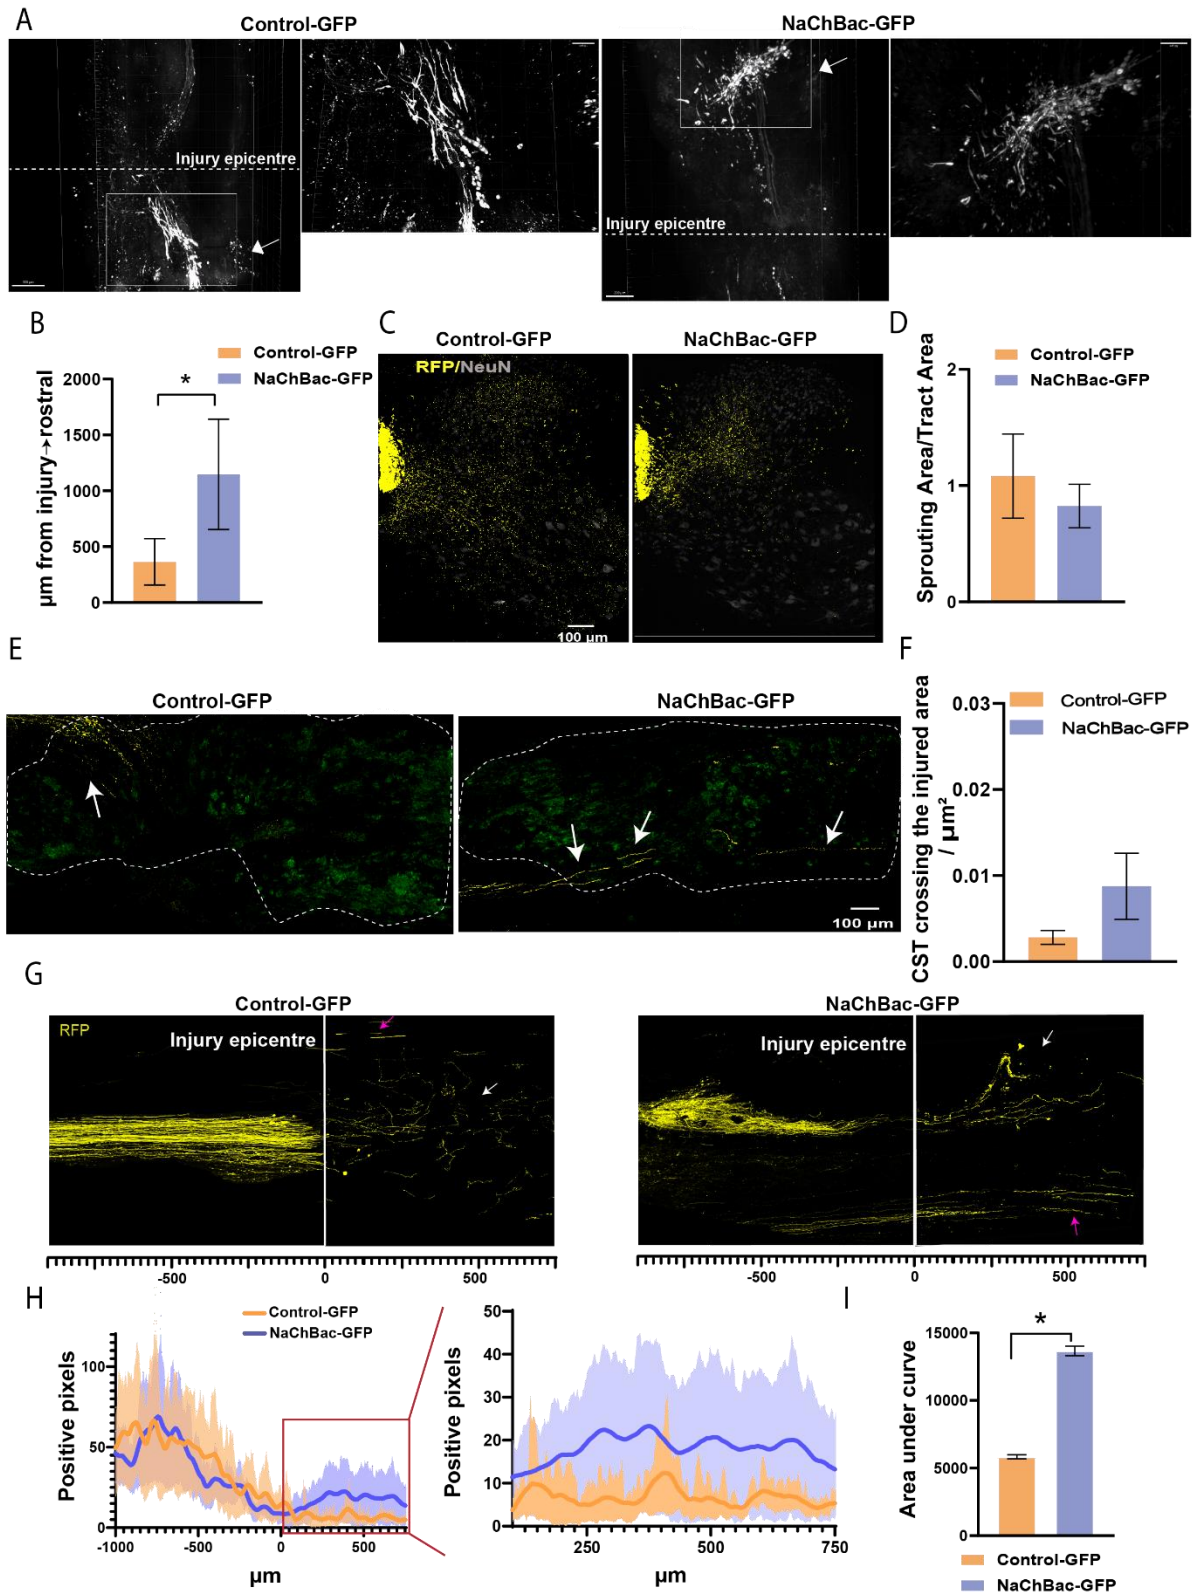 A
Control-GFP
NaChBac-GFP
Injury epicentre
Injury epicentre
B
Control-GFP
NaChBac-GFP
*
µm from injury→rostral
2000
1500
1000
500
0
C
Control-GFP
NaChBac-GFP
RFP/NeuN
100 µm
D
Control-GFP
NaChBac-GFP
Sprouting Area/Tract Area
2
1
0
E
Control-GFP
NaChBac-GFP
100 µm
F
Control-GFP
NaChBac-GFP
CST crossing the injured area
/ µm²
0.03
0.02
0.01
0.00
G
Control-GFP
NaChBac-GFP
RFP
Injury epicentre
Injury epicentre
-500
0
500
-500
0
500
H
Control-GFP
NaChBac-GFP
Positive pixels
100
50
0
-1000
-500
0
500
µm
Positive pixels
50
40
30
20
10
0
250
500
750
µm
I
*
Area under curve
15000
10000
5000
0
Control-GFP
NaChBac-GFP